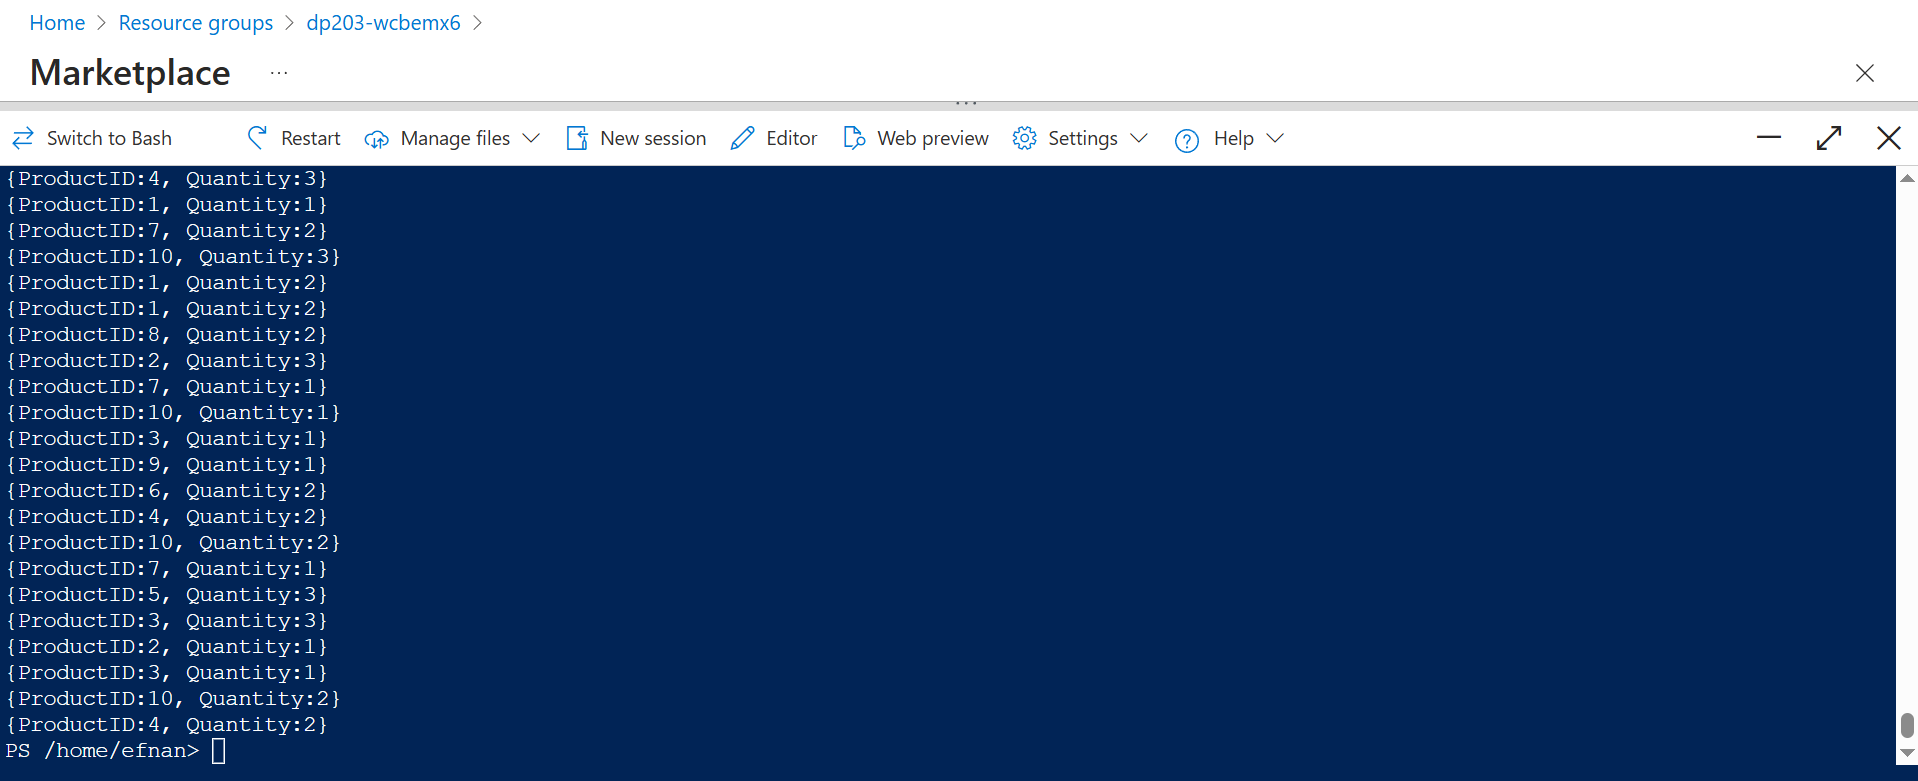 Home > Resource groups > dp203-wcbemx6 >
Marketplace ...
Switch to Bash Restart Manage files New session Editor Web preview Settings Help
{ProductID:4, Quantity:3}
{ProductID:1, Quantity:1}
{ProductID:7, Quantity:2}
{ProductID:10, Quantity:3}
{ProductID:1, Quantity:2}
{ProductID:1, Quantity:2}
{ProductID:8, Quantity:2}
{ProductID:2, Quantity:3}
{ProductID:7, Quantity:1}
{ProductID:10, Quantity:1}
{ProductID:3, Quantity:1}
{ProductID:9, Quantity:1}
{ProductID:6, Quantity:2}
{ProductID:4, Quantity:2}
{ProductID:10, Quantity:2}
{ProductID:7, Quantity:1}
{ProductID:5, Quantity:3}
{ProductID:3, Quantity:3}
{ProductID:2, Quantity:1}
{ProductID:3, Quantity:1}
{ProductID:10, Quantity:2}
{ProductID:4, Quantity:2}
PS /home/efnan>